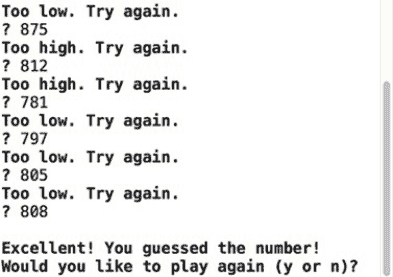 Too low. Try again.
? 875
Too high. Try again.
? 812
Too high. Try again.
? 781
Too low. Try again.
? 797
Too low. Try again.
? 805
Too low. Try again.
? 808
Excellent! You guessed the number!
Would you like to play again (y or n)?